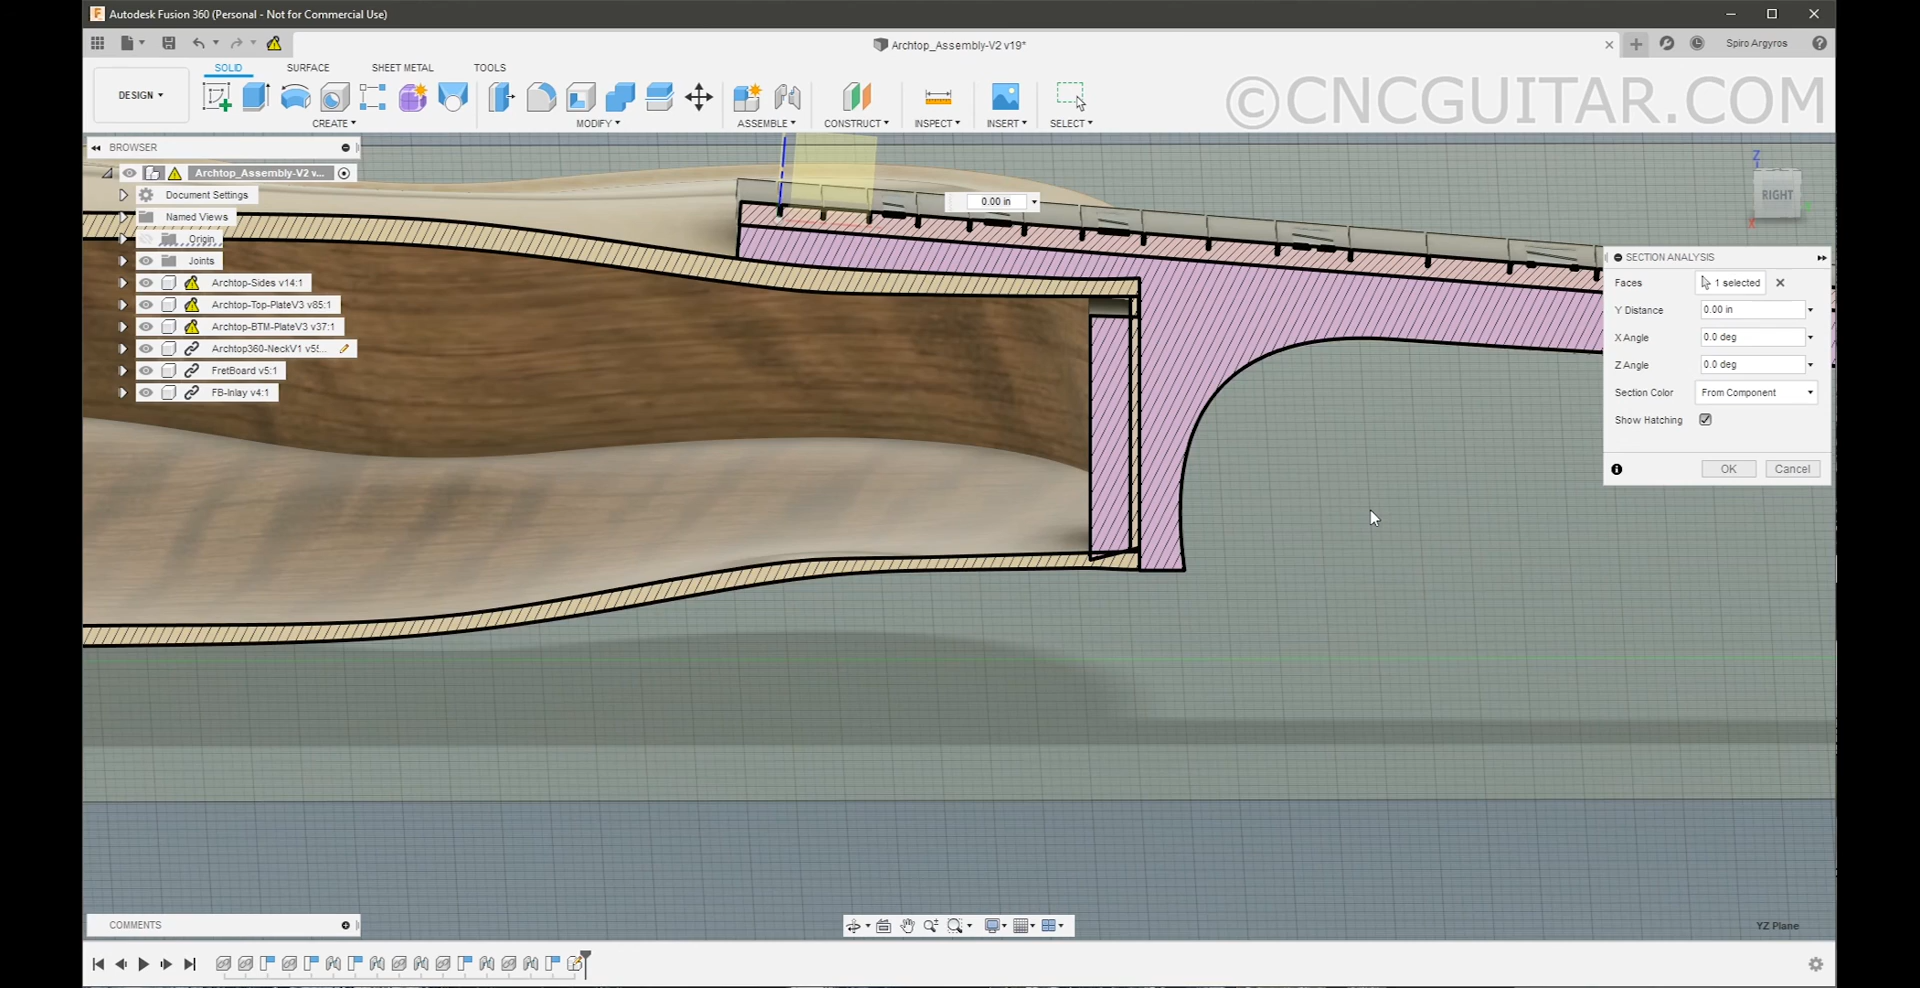 Autodesk Fusion 360 (Personal - Not for Commercial Use)
Archtop_Assembly-V2 v19*
Spiro Argyros
SOLID
SURFACE
SHEET METAL
TOOLS
DESIGN
CREATE
MODIFY
ASSEMBLE
CONSTRUCT
INSPECT
INSERT
SELECT
©CNCGUITAR.COM
BROWSER
Archtop_Assembly-V2 v...
Document Settings
Named Views
Origin
Joints
Archtop-Sides v14:1
Archtop-Top-PlateV3 v85:1
Archtop-BTM-PlateV3 v37:1
Archtop360-NeckV1 v5...
FretBoard v5:1
FB-Inlay v4:1
0.00 in
Z
RIGHT
X
SECTION ANALYSIS
Faces
1 selected
Y Distance
0.00 in
X Angle
0.0 deg
Z Angle
0.0 deg
Section Color
From Component
Show Hatching
OK
Cancel
COMMENTS
YZ Plane